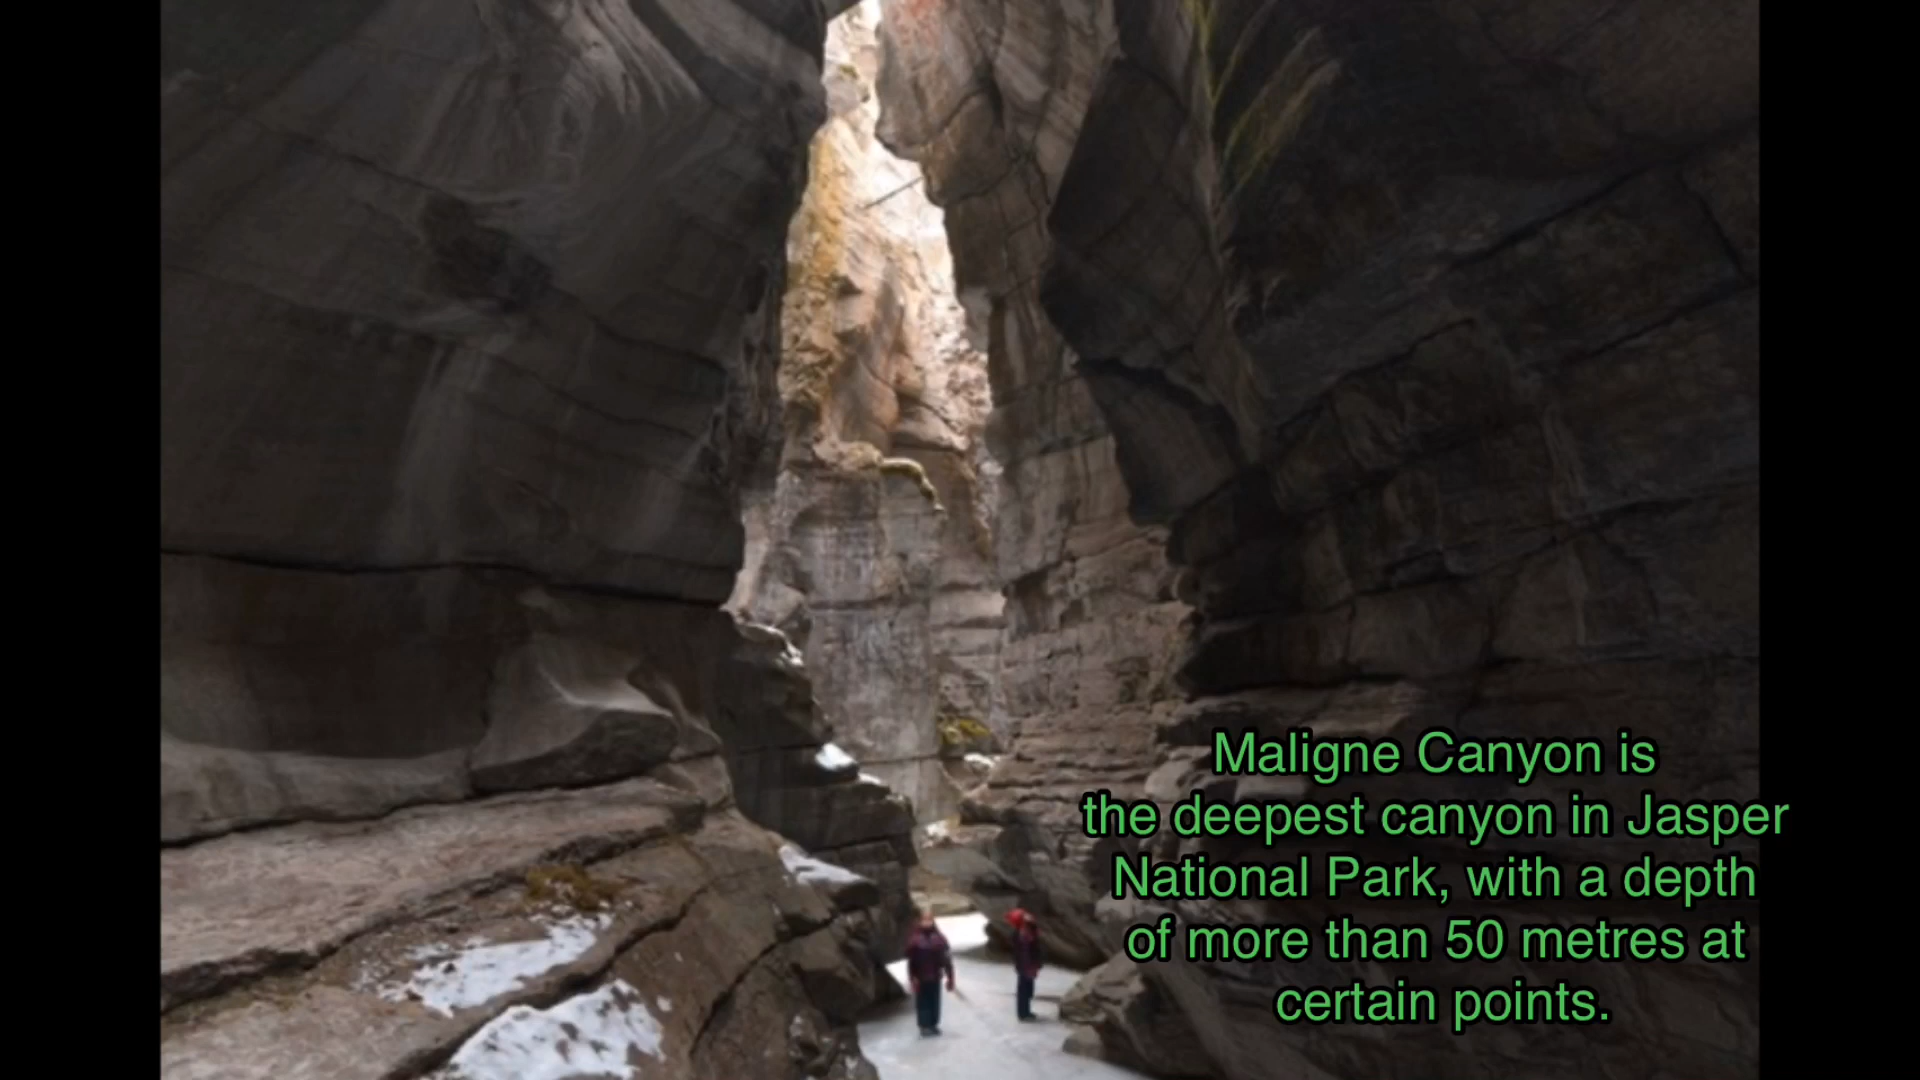 Maligne Canyon is
the deepest canyon in Jasper
National Park, with a depth
of more than 50 metres at
certain points.